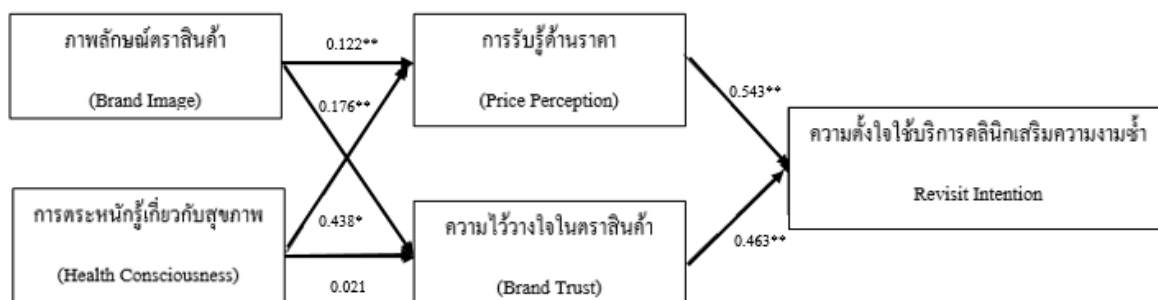 ภาพลักษณ์ตราสินค้า
(Brand Image)
0.122**
การรับรู้ด้านราคา
(Price Perception)
0.176**
0.543**
ความตั้งใจใช้บริการคลินิกเสริมความงามซ้ำ
Revisit Intention
การตระหนักรู้เกี่ยวกับสุขภาพ
(Health Consciousness)
0.438*
0.021
ความไว้วางใจในตราสินค้า
(Brand Trust)
0.463**